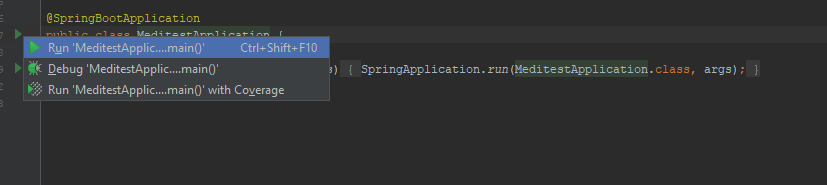 @SpringBootApplication
public class MeditestApplication {
Run 'MeditestApplic....main()' Ctrl+Shift+F10
Debug 'MeditestApplic....main()'
) { SpringApplication.run(MeditestApplication.class, args); }
Run 'MeditestApplic....main()' with Coverage